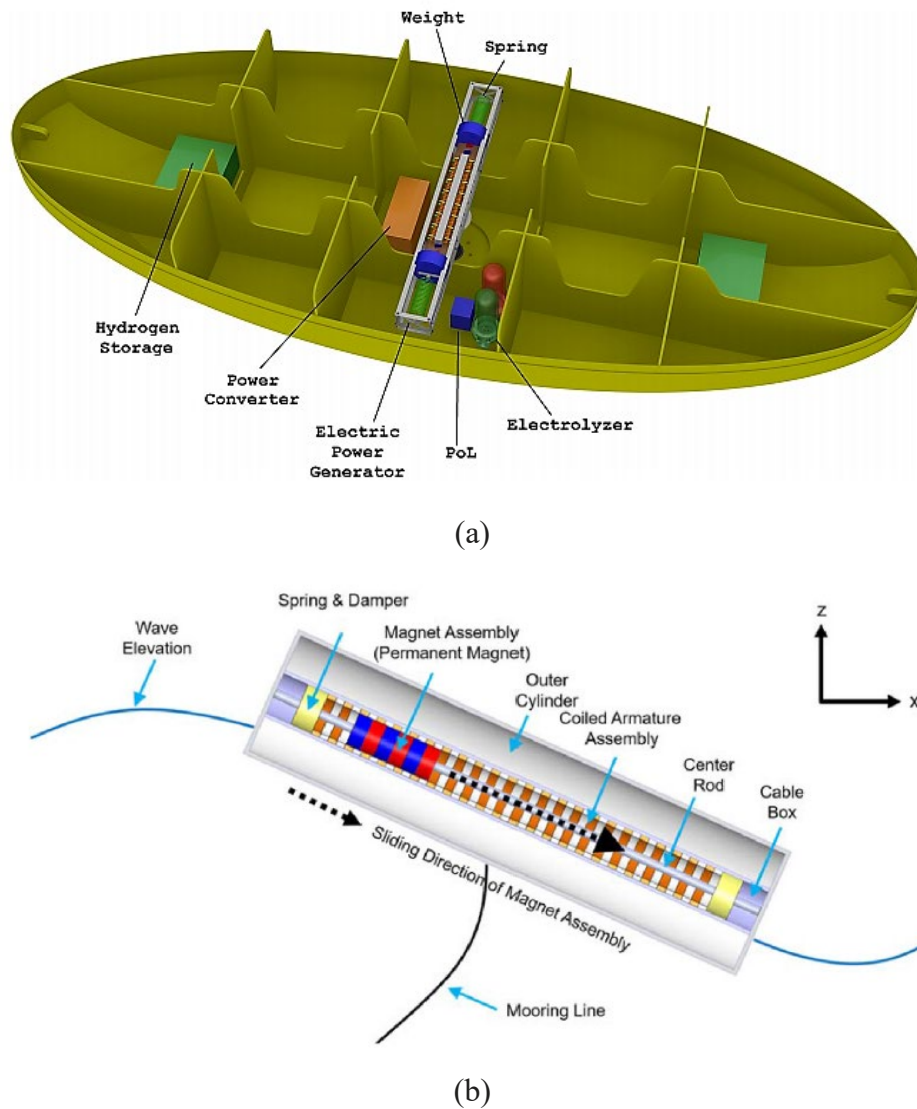 Weight
Spring
Hydrogen
Storage
Power
Converter
Electric
Power
Generator
PoL
Electrolyzer
(a)
Spring & Damper
Wave
Elevation
Magnet Assembly
(Permanent Magnet)
Outer
Cylinder
Coiled Armature
Assembly
Center
Rod
Cable
Box
Z
X
Sliding Direction of Magnet Assembly
Mooring Line
(b)